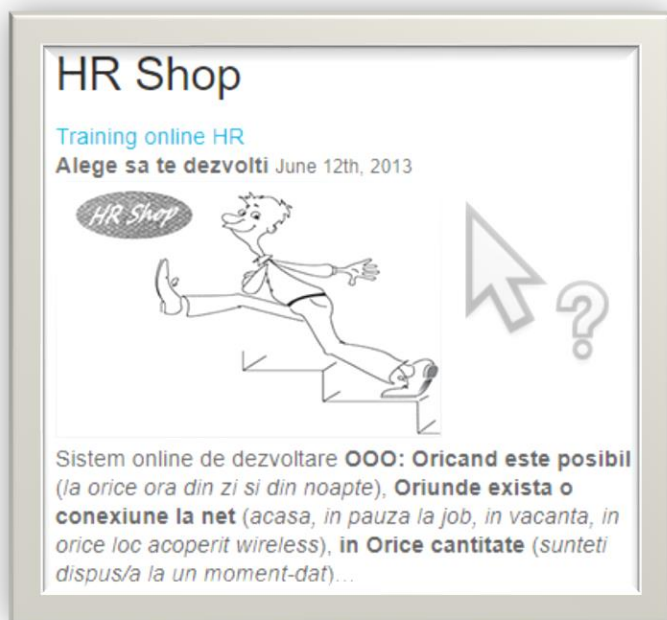 HR Shop
Training online HR
Alege sa te dezvolti June 12th, 2013
HR Shop
?
Sistem online de dezvoltare OOO: Oricand este posibil
(la orice ora din zi si din noapte), Oriunde exista o
conexiune la net (acasa, in pauza la job, in vacanta, in
orice loc acoperit wireless), in Orice cantitate (sunteti
dispus/a la un moment-dat)...